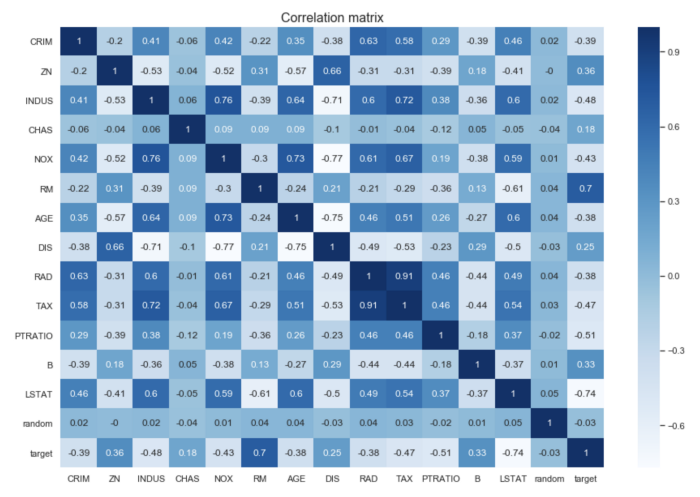 Correlation matrix
CRIM 1 -0.2 0.41 -0.06 0.42 -0.22 0.35 -0.38 0.63 0.58 0.29 -0.39 0.46 0.02 -0.39
ZN -0.2 1 -0.53 -0.04 -0.52 0.31 -0.57 0.66 -0.31 -0.31 -0.39 0.18 -0.41 -0 0.36
INDUS 0.41 -0.53 1 0.06 0.76 -0.39 0.64 -0.71 0.6 0.72 0.38 -0.36 0.6 0.02 -0.48
CHAS -0.06 -0.04 0.06 1 0.09 0.09 0.09 -0.1 -0.01 -0.04 -0.12 0.05 -0.05 -0.04 0.18
NOX 0.42 -0.52 0.76 0.09 1 -0.3 0.73 -0.77 0.61 0.67 0.19 -0.38 0.59 0.01 -0.43
RM -0.22 0.31 -0.39 0.09 -0.3 1 -0.24 0.21 -0.21 -0.29 -0.36 0.13 -0.61 0.04 0.7
AGE 0.35 -0.57 0.64 0.09 0.73 -0.24 1 -0.75 0.46 0.51 0.26 -0.27 0.6 0.04 -0.38
DIS -0.38 0.66 -0.71 -0.1 -0.77 0.21 -0.75 1 -0.49 -0.53 -0.23 0.29 -0.5 -0.03 0.25
RAD 0.63 -0.31 0.6 -0.01 0.61 -0.21 0.46 -0.49 1 0.91 0.46 -0.44 0.49 0.04 -0.38
TAX 0.58 -0.31 0.72 -0.04 0.67 -0.29 0.51 -0.53 0.91 1 0.46 -0.44 0.54 0.03 -0.47
PTRATIO 0.29 -0.39 0.38 -0.12 0.19 -0.36 0.26 -0.23 0.46 0.46 1 -0.18 0.37 -0.02 -0.51
B -0.39 0.18 -0.36 0.05 -0.38 0.13 -0.27 0.29 -0.44 -0.44 -0.18 1 -0.37 0.01 0.33
LSTAT 0.46 -0.41 0.6 -0.05 0.59 -0.61 0.6 -0.5 0.49 0.54 0.37 -0.37 1 0.05 -0.74
random 0.02 -0 0.02 -0.04 0.01 0.04 0.04 -0.03 0.04 0.03 -0.02 0.01 0.05 1 -0.03
target -0.39 0.36 -0.48 0.18 -0.43 0.7 -0.38 0.25 -0.38 -0.47 -0.51 0.33 -0.74 -0.03 1
CRIM ZN INDUS CHAS NOX RM AGE DIS RAD TAX PTRATIO B LSTAT random target
0.9
0.6
0.3
0.0
-0.3
-0.6